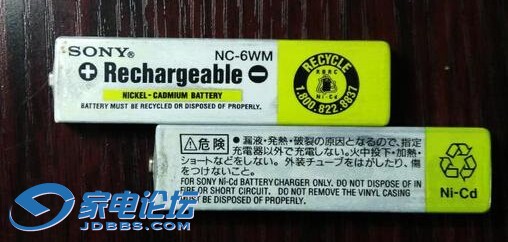 SONY®
NC-6WM
+ Rechargeable −
NICKEL-CADMIUM BATTERY
BATTERY MUST BE RECYCLED OR DISPOSED OF PROPERLY.
RECYCLE
RBRC
Ni-Cd
1.800.822.8837
⚠危険 ●漏液・発熱・破裂の原因となるので、指定
充電器以外で充電しない。火中投下・加熱・
ショートなどをしない。外装チューブをはがしたり、傷
をつけないこと。
FOR SONY Ni-Cd BATTERY CHARGER ONLY. DO NOT DISPOSE OF IN
FIRE OR SHORT CIRCUIT. DO NOT REMOVE THE VINYL CASING
MUST BE DISPOSED OF PROPERLY.
Ni-Cd
家电论坛
JDBBS.COM